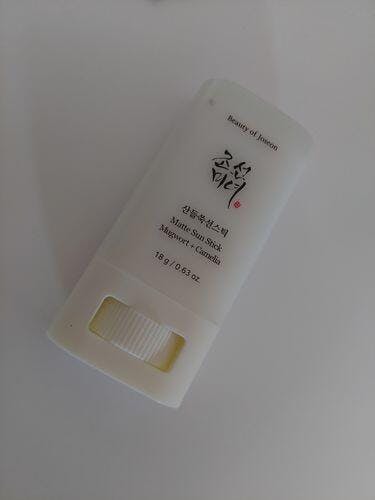 Beauty of Joseon
조선
미녀
산들쑥선스틱
Matte Sun Stick
Mugwort + Camelia
18 g / 0.63 oz.